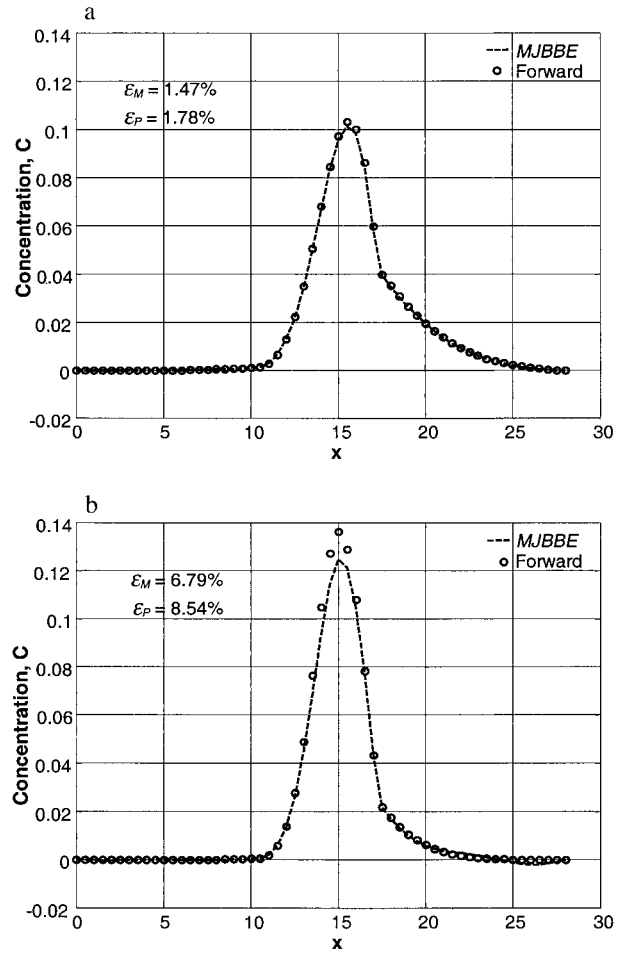 a
0.14
0.12
0.1
0.08
0.06
0.04
0.02
0
-0.02
Concentration, C
MJBBE
Forward
ε_M = 1.47%
ε_P = 1.78%
0 5 10 15 20 25 30
x
b
0.14
0.12
0.1
0.08
0.06
0.04
0.02
0
-0.02
Concentration, C
MJBBE
Forward
ε_M = 6.79%
ε_P = 8.54%
0 5 10 15 20 25 30
x